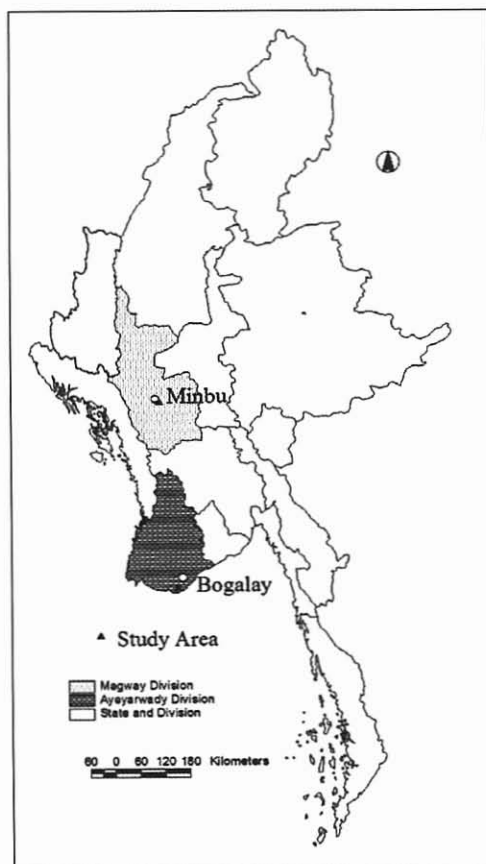 Minbu
Bogalay
Study Area
Magway Division
Ayeyarwady Division
State and Division
60 0 60 120 180 Kilometers